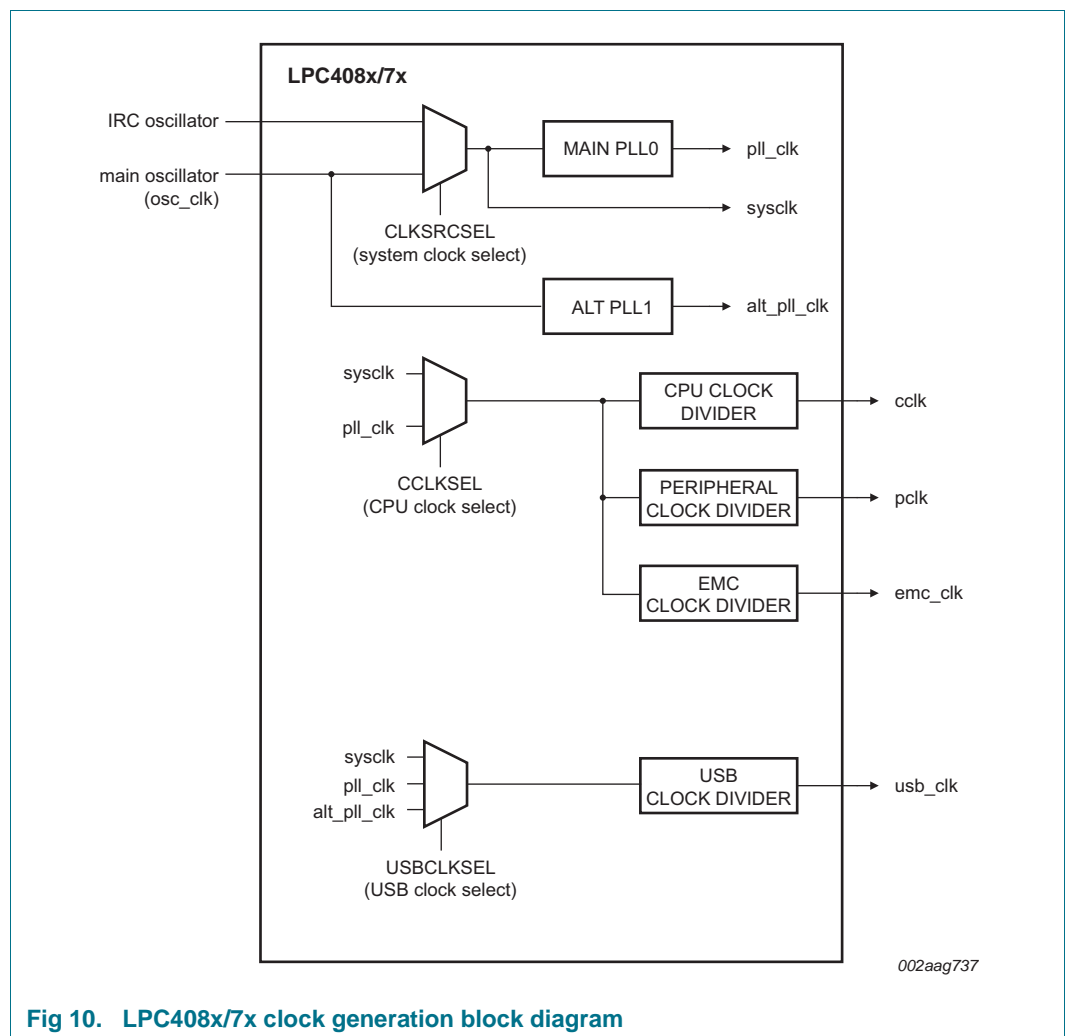 LPC408x/7x
IRC oscillator
MAIN PLL0
pll_clk
main oscillator
(osc_clk)
sysclk
CLKSRCSEL
(system clock select)
ALT PLL1
alt_pll_clk
sysclk
CPU CLOCK
DIVIDER
cclk
pll_clk
CCLKSEL
(CPU clock select)
PERIPHERAL
CLOCK DIVIDER
pclk
EMC
CLOCK DIVIDER
emc_clk
sysclk
pll_clk
alt_pll_clk
USB
CLOCK DIVIDER
usb_clk
USBCLKSEL
(USB clock select)
002aag737
Fig 10. LPC408x/7x clock generation block diagram